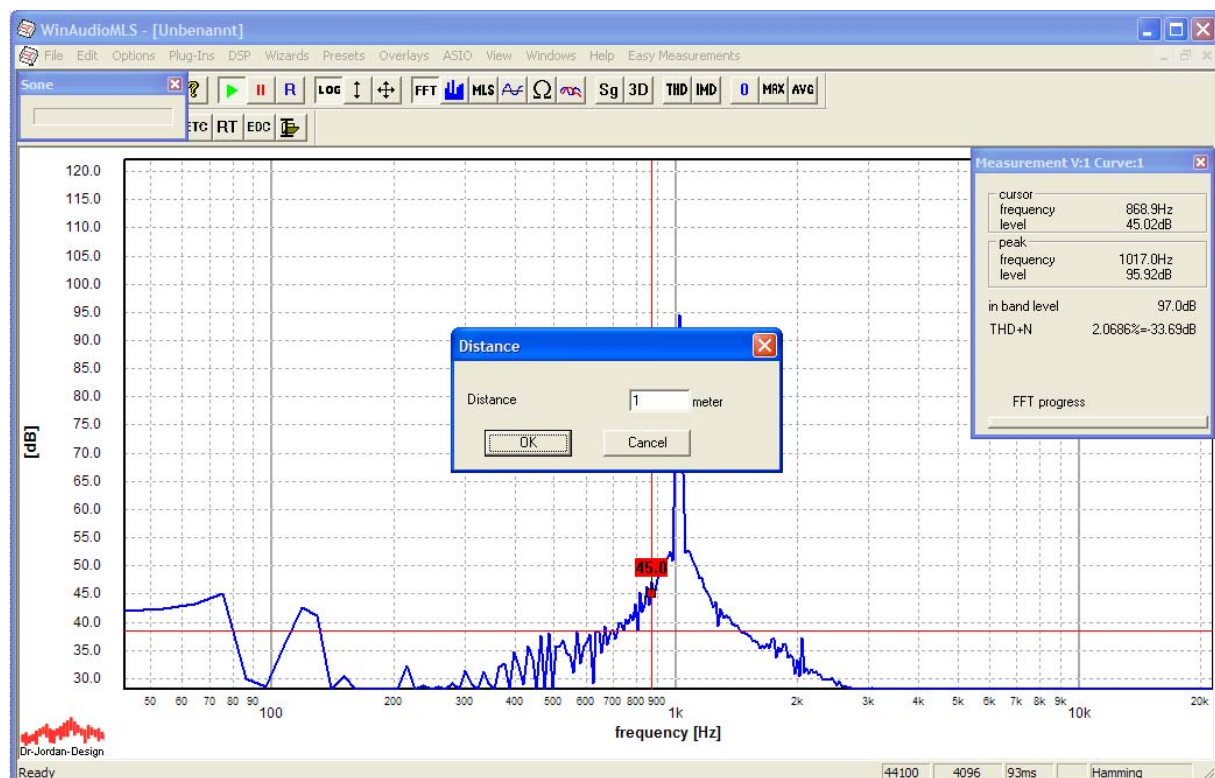 WinAudioMLS - [Unbenannt]
File Edit Options Plug-Ins DSP Wizards Presets Overlays ASIO View Windows Help Easy Measurements
Sone
? R LOG FFT MLS Ω Sg 3D THD IMD 0 MAX AVG
ETC RT EDC
120.0
115.0
110.0
105.0
100.0
95.0
90.0
85.0
80.0
75.0
70.0
65.0
60.0
55.0
50.0
45.0
40.0
35.0
30.0
[dB]
45.0
Measurement V:1 Curve:1
cursor
frequency 868.9Hz
level 45.02dB
peak
frequency 1017.0Hz
level 95.92dB
in band level 97.0dB
THD+N 2.0686%=-33.69dB
FFT progress
Distance
Distance 1 meter
OK Cancel
50 60 70 80 90 100 200 300 400 500 600 700 800 900 1k 2k 3k 4k 5k 6k 7k 8k 9k 10k 20k
frequency [Hz]
Dr-Jordan-Design
Ready 44100 4096 93ms Hamming